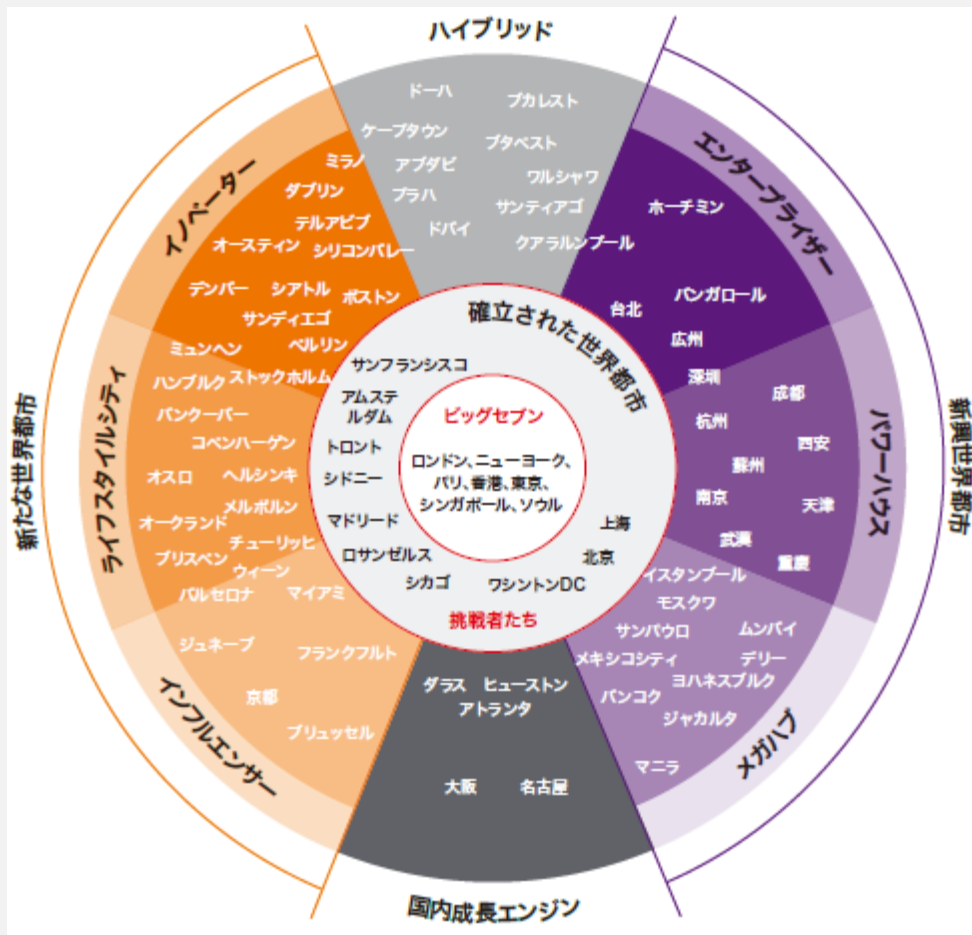 ハイブリッド
ドーハ
ブカレスト
ケープタウン
ブタペスト
アブダビ
ワルシャワ
プラハ
サンティアゴ
ドバイ
クアラルンプール
エンタープライザー
ホーチミン
バンガロール
台北
広州
新興世界都市
パワーハウス
深圳
成都
杭州
西安
蘇州
南京
天津
武漢
重慶
メガハブ
イスタンブール
モスクワ
サンパウロ
ムンバイ
メキシコシティ
デリー
ヨハネスブルク
バンコク
ジャカルタ
マニラ
国内成長エンジン
ダラス
ヒューストン
アトランタ
大阪
名古屋
インフルエンサー
バルセロナ
マイアミ
ジュネーブ
フランクフルト
京都
ブリュッセル
新たな世界都市
ライフスタイルシティ
ミュンヘン
ハンブルク
ストックホルム
バンクーバー
コペンハーゲン
オスロ
ヘルシンキ
メルボルン
オークランド
チューリッヒ
ブリスベン
ウィーン
イノベーター
ミラノ
ダブリン
テルアビブ
オースティン
シリコンバレー
デンバー
シアトル
ボストン
サンディエゴ
ベルリン
確立された世界都市
サンフランシスコ
アムステ
ルダム
トロント
シドニー
マドリード
ロサンゼルス
シカゴ
ワシントンDC
北京
上海
挑戦者たち
ビッグセブン
ロンドン、ニューヨーク、
パリ、香港、東京、
シンガポール、ソウル